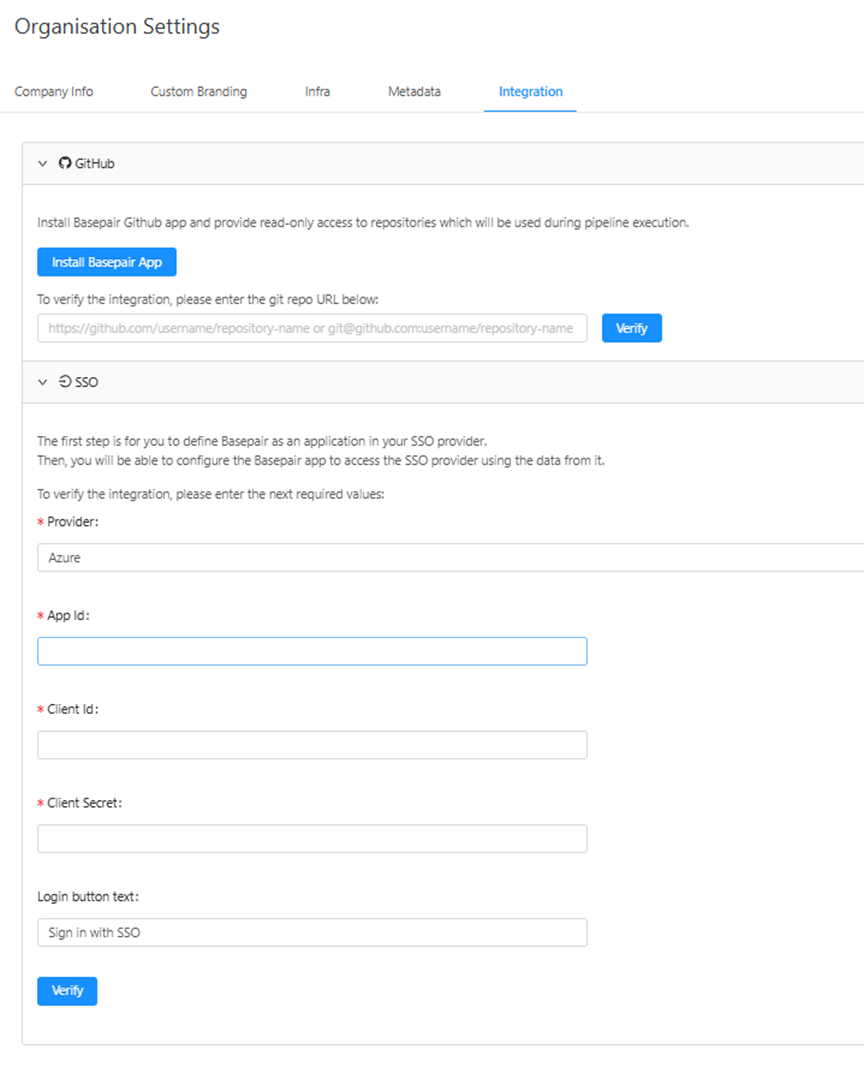 Organisation Settings
Company Info Custom Branding Infra Metadata Integration
GitHub
Install Basepair Github app and provide read-only access to repositories which will be used during pipeline execution.
Install Basepair App
To verify the integration, please enter the git repo URL below:
https://github.com/username/repository-name or git@github.com:username/repository-name Verify
SSO
The first step is for you to define Basepair as an application in your SSO provider.
Then, you will be able to configure the Basepair app to access the SSO provider using the data from it.
To verify the integration, please enter the next required values:
* Provider:
Azure
* App Id:
* Client Id:
* Client Secret:
Login button text:
Sign in with SSO
Verify